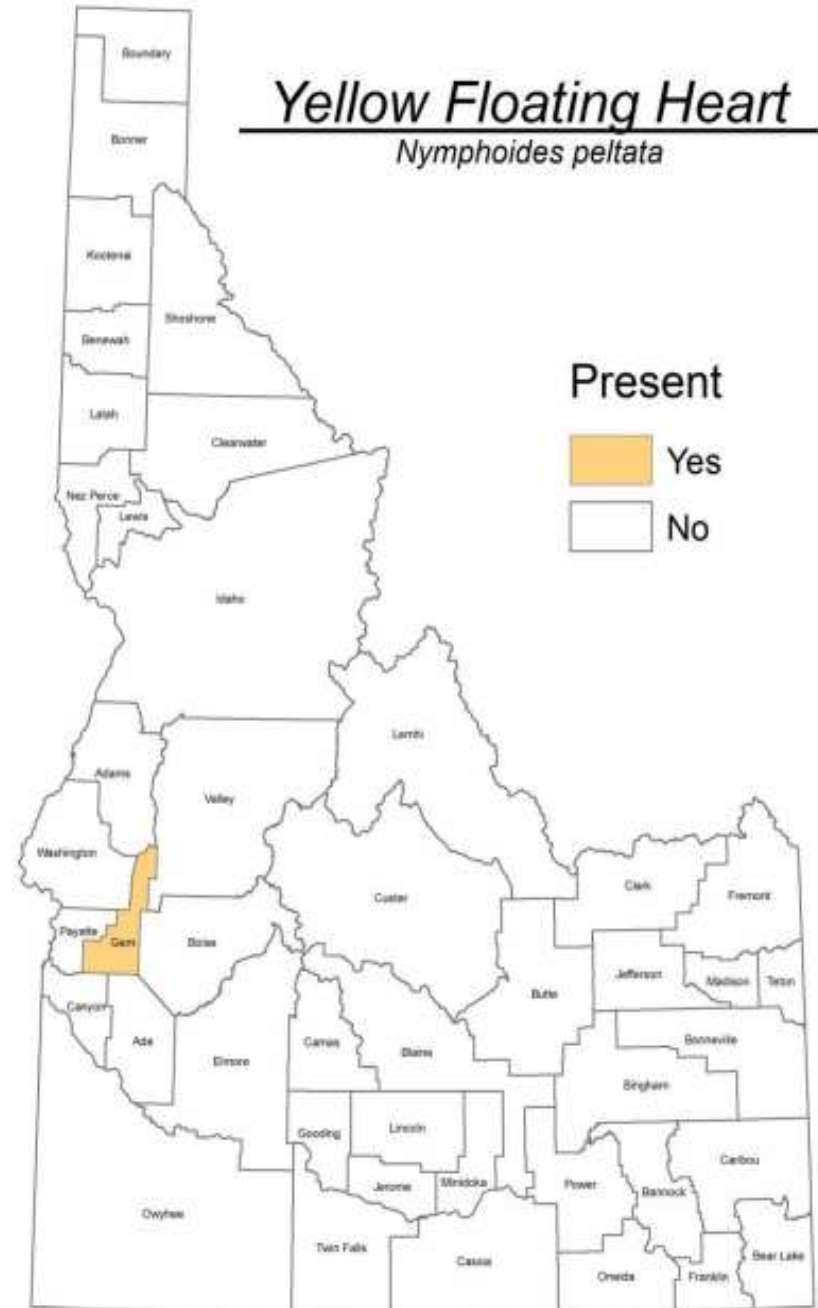 Boundary
Yellow Floating Heart
Nymphoides peltata
Bonner
Kootenai
Shoshone
Benewah
Present
Latah
Yes
Clearwater
Nez Perce
Lewis
No
Idaho
Lemhi
Adams
Valley
Washington
Clark
Fremont
Custer
Payette
Gem
Boise
Butte
Jefferson
Madison
Teton
Canyon
Ada
Elmore
Camas
Blaine
Bonneville
Bingham
Gooding
Lincoln
Caribou
Jerome
Minidoka
Power
Bannock
Owyhee
Twin Falls
Cassia
Oneida
Franklin
Bear Lake